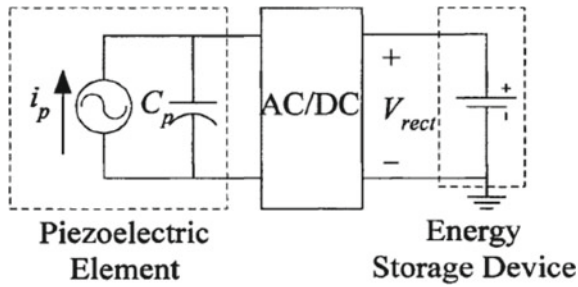 i_p
C_p
AC/DC
+
V_rect
−
+
-
Piezoelectric
Element
Energy
Storage Device